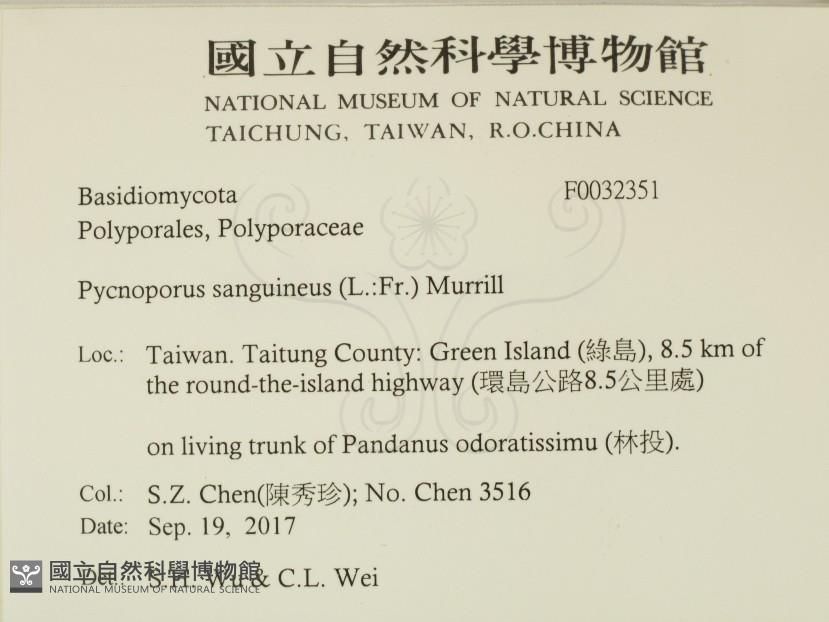 國立自然科學博物館
NATIONAL MUSEUM OF NATURAL SCIENCE
TAICHUNG, TAIWAN, R.O.CHINA
Basidiomycota F0032351
Polyporales, Polyporaceae
Pycnoporus sanguineus (L.:Fr.) Murrill
Loc.: Taiwan. Taitung County: Green Island (綠島), 8.5 km of
the round-the-island highway (環島公路8.5公里處)
on living trunk of Pandanus odoratissimu (林投).
Col.: S.Z. Chen(陳秀珍); No. Chen 3516
Date: Sep. 19, 2017
Det.: S.H. Wu & C.L. Wei
國立自然科學博物館
NATIONAL MUSEUM OF NATURAL SCIENCE